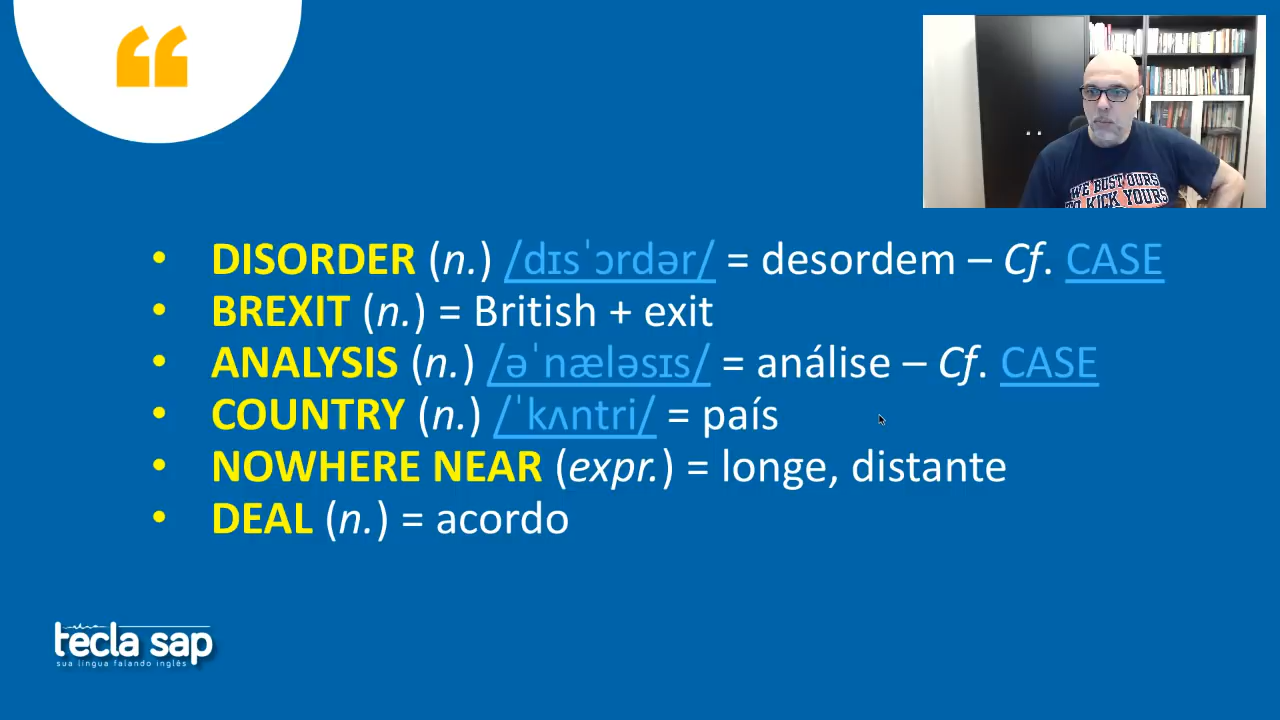 WE BUST OURS
TO KICK YOURS
• DISORDER (n.) /dɪsˈɔrdər/ = desordem – Cf. CASE
• BREXIT (n.) = British + exit
• ANALYSIS (n.) /əˈnæləsɪs/ = análise – Cf. CASE
• COUNTRY (n.) /ˈkʌntri/ = país
• NOWHERE NEAR (expr.) = longe, distante
• DEAL (n.) = acordo
tecla sap
sua língua falando inglês